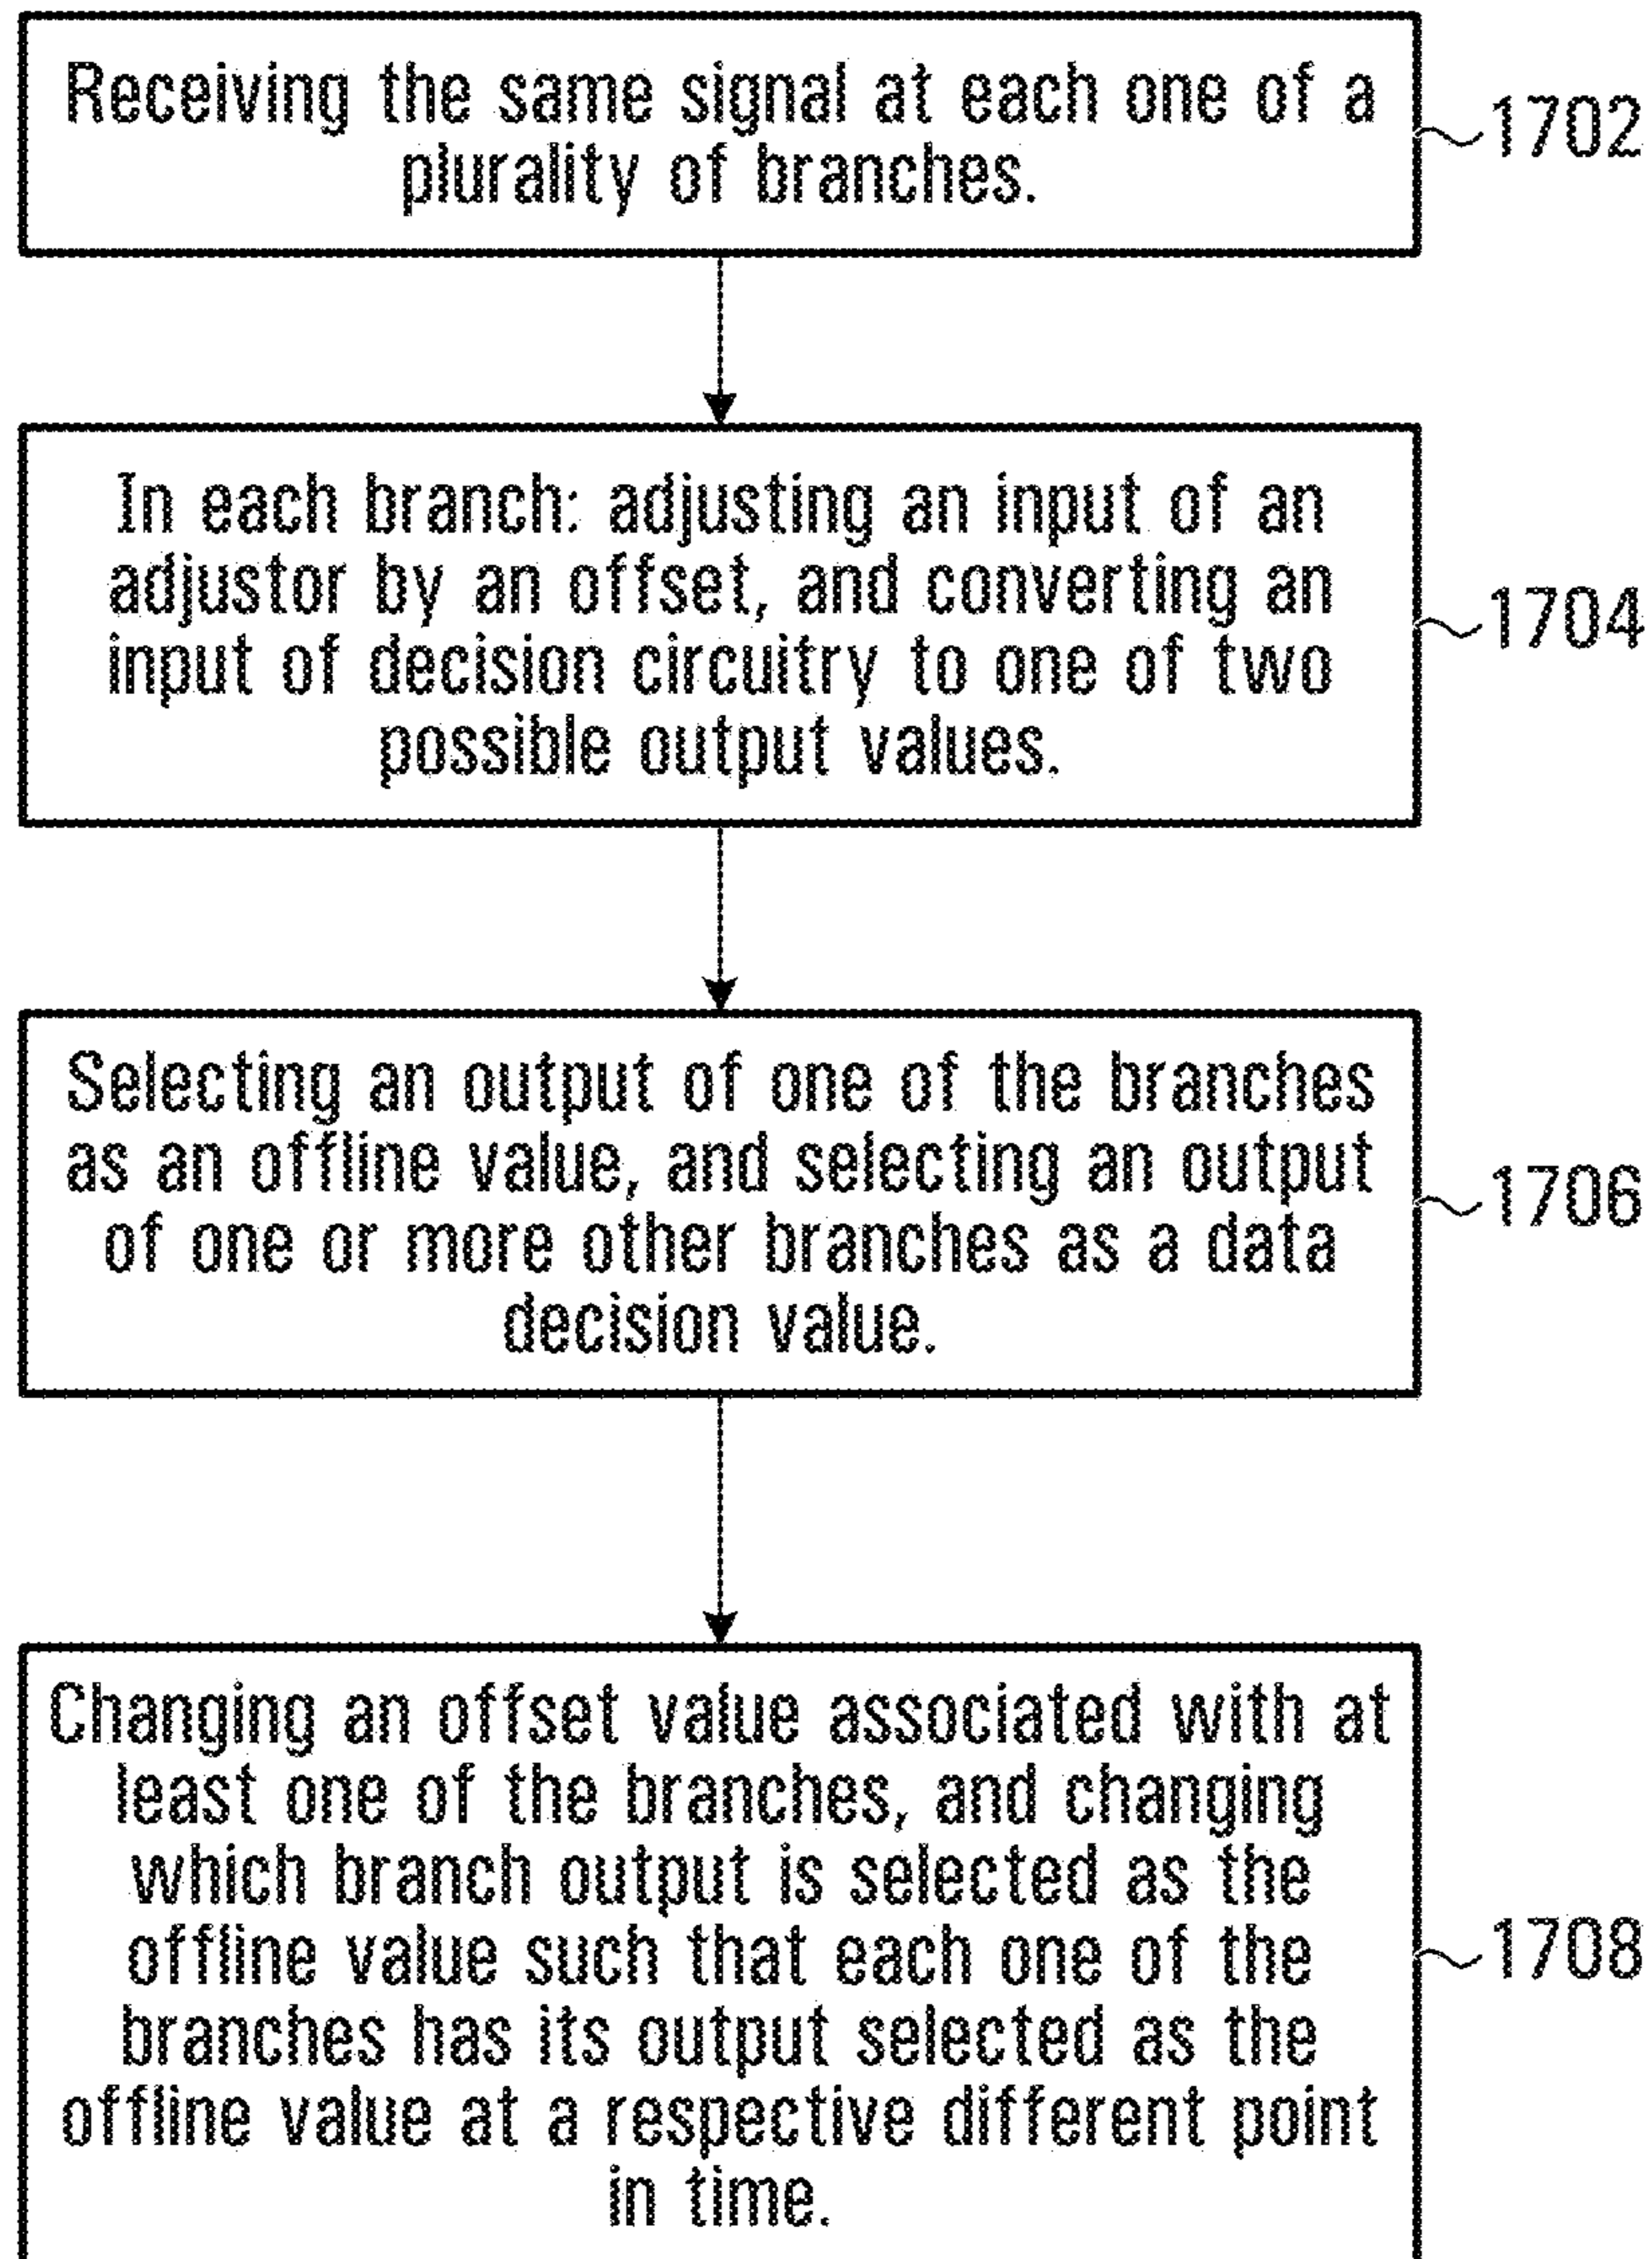 Receiving the same signal at each one of a
plurality of branches.
1702
In each branch: adjusting an input of an
adjustor by an offset, and converting an
input of decision circuitry to one of two
possible output values.
1704
Selecting an output of one of the branches
as an offline value, and selecting an output
of one or more other branches as a data
decision value.
1706
Changing an offset value associated with at
least one of the branches, and changing
which branch output is selected as the
offline value such that each one of the
branches has its output selected as the
offline value at a respective different point
in time.
1708